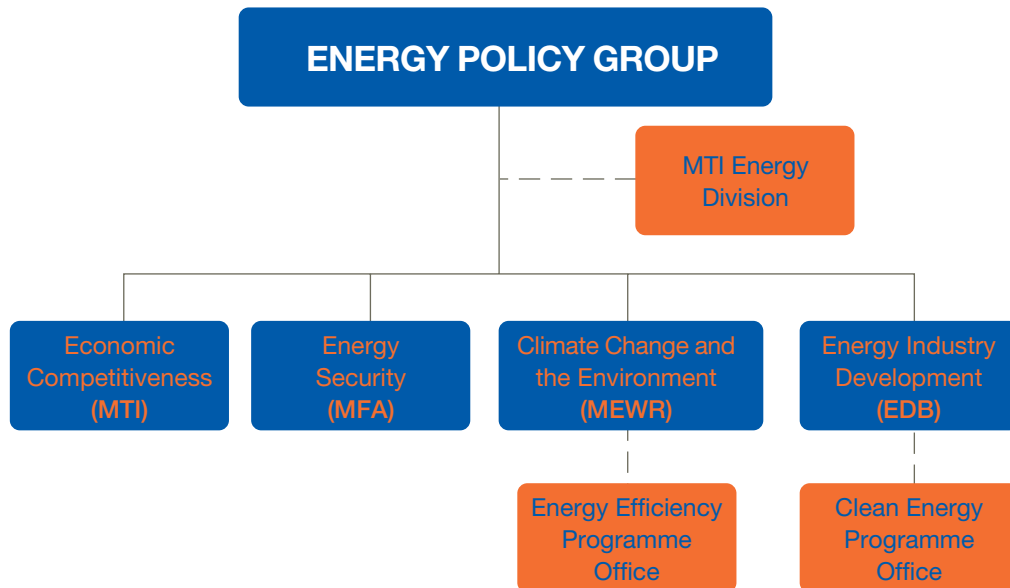 ENERGY POLICY GROUP
MTI Energy
Division
Economic
Competitiveness
(MTI)
Energy
Security
(MFA)
Climate Change and
the Environment
(MEWR)
Energy Industry
Development
(EDB)
Energy Efficiency
Programme
Office
Clean Energy
Programme
Office